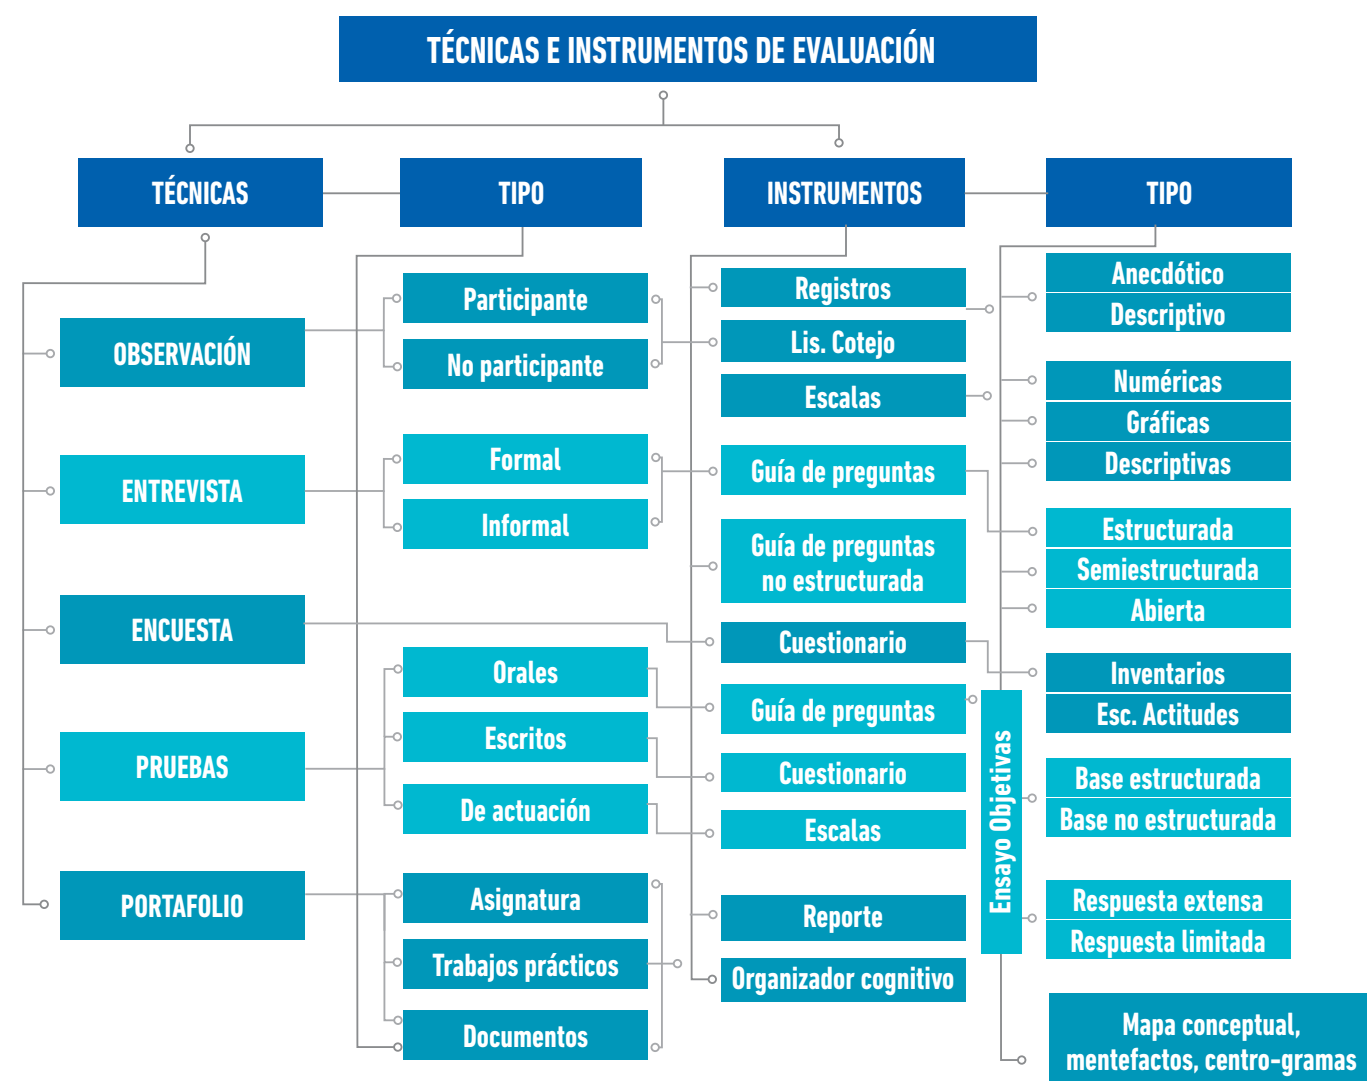 TÉCNICAS E INSTRUMENTOS DE EVALUACIÓN
TÉCNICAS
TIPO
INSTRUMENTOS
TIPO
OBSERVACIÓN
ENTREVISTA
ENCUESTA
PRUEBAS
PORTAFOLIO
Participante
No participante
Formal
Informal
Orales
Escritos
De actuación
Asignatura
Trabajos prácticos
Documentos
Registros
Lis. Cotejo
Escalas
Guía de preguntas
Guía de preguntas
no estructurada
Cuestionario
Guía de preguntas
Cuestionario
Escalas
Reporte
Organizador cognitivo
Ensayo Objetivas
Anecdótico
Descriptivo
Numéricas
Gráficas
Descriptivas
Estructurada
Semiestructurada
Abierta
Inventarios
Esc. Actitudes
Base estructurada
Base no estructurada
Respuesta extensa
Respuesta limitada
Mapa conceptual,
mentefactos, centro-gramas